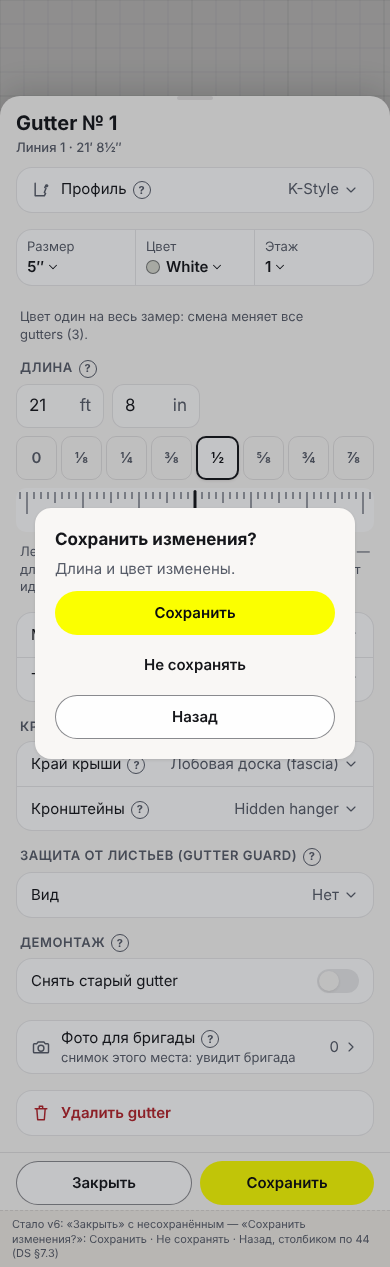 Gutter № 1
Линия 1 · 21′ 8½″
Профиль ? K-Style
Размер Цвет Этаж
5″ White 1
Цвет один на весь замер: смена меняет все
gutters (3).
ДЛИНА ?
21 ft 8 in
0 ⅛ ¼ ⅜ ½ ⅝ ¾ ⅞
Сохранить изменения?
Длина и цвет изменены.
Сохранить
Не сохранять
Назад
Край крыши ? Лобовая доска (fascia)
Кронштейны ? Hidden hanger
ЗАЩИТА ОТ ЛИСТЬЕВ (GUTTER GUARD) ?
Вид Нет
ДЕМОНТАЖ ?
Снять старый gutter
Фото для бригады ? 0
снимок этого места: увидит бригада
Удалить gutter
Закрыть Сохранить
Стало v6: «Закрыть» с несохранённым — «Сохранить
изменения?»: Сохранить · Не сохранять · Назад, столбиком по 44
(DS §7.3)